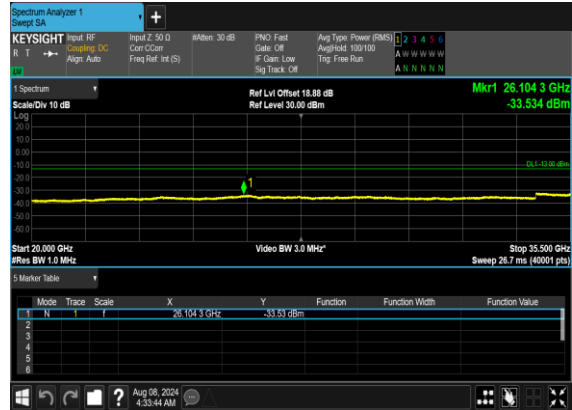 Spectrum Analyzer 1
Swept SA
+
KEYSIGHT Input: RF Input Z: 50 Ω #Atten: 30 dB PNO: Fast Avg Type: Power (RMS) 1 2 3 4 5 6
R T Coupling: DC Corr CCorr Gate: Off Avg|Hold: 100/100 A W W W W W
Align: Auto Freq Ref: Int (S) IF Gain: Low Trig: Free Run
LW Sig Track: Off A N N N N N
1 Spectrum Ref Lvl Offset 18.88 dB Mkr1 26.104 3 GHz
Scale/Div 10 dB Ref Level 30.00 dBm -33.534 dBm
Log
20.0
10.0
0.00
-10.0 DL1 -13.00 dBm
-20.0
1
-30.0
-40.0
-50.0
-60.0
Start 20.000 GHz Video BW 3.0 MHz* Stop 35.500 GHz
#Res BW 1.0 MHz Sweep 26.7 ms (40001 pts)
5 Marker Table
Mode Trace Scale X Y Function Function Width Function Value
1 N 1 f 26.104 3 GHz -33.53 dBm
2
3
4
5
6
? Aug 08, 2024
4:33:44 AM